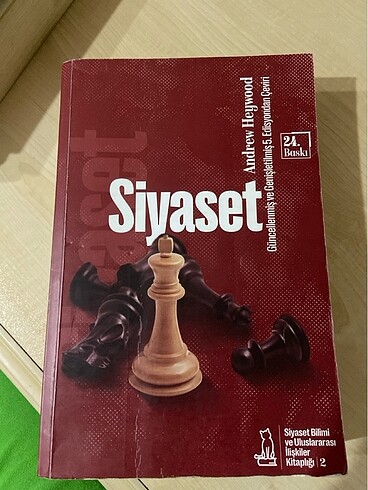 Andrew Heywood
Siyaset
Güncellenmiş ve Genişletilmiş 5. Edisyondan Çeviri
24.
Baskı
Siyaset Bilimi
ve Uluslararası
İlişkiler
Kitaplığı | 2